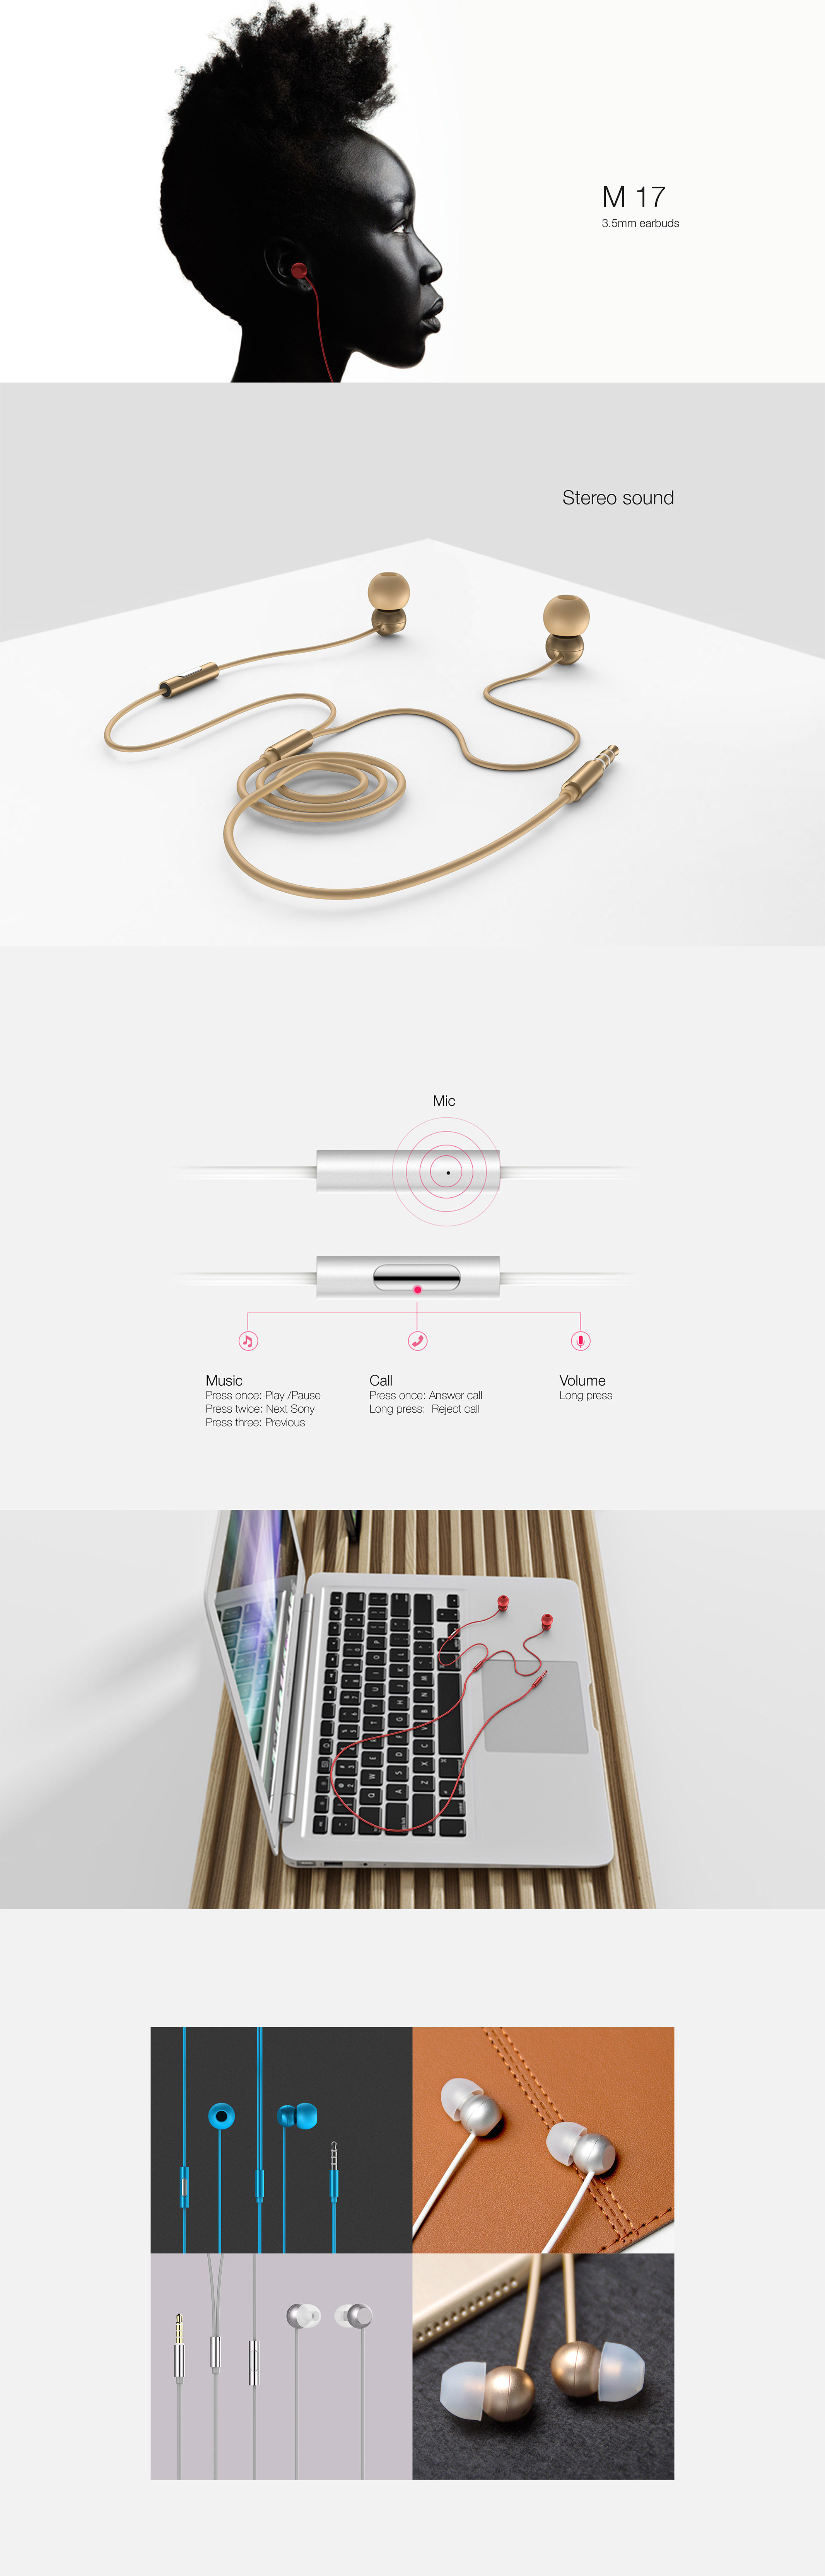 M 17
3.5mm earbuds
Stereo sound
Mic
Music
Press once: Play /Pause
Press twice: Next Sony
Press three: Previous
Call
Press once: Answer call
Long press:  Reject call
Volume
Long press